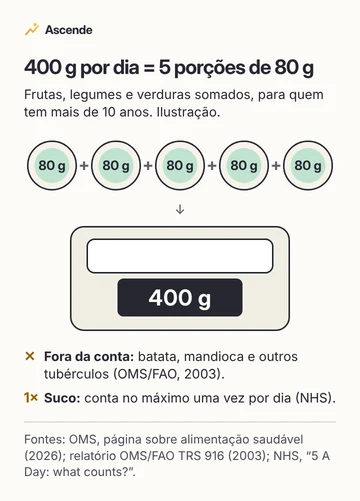 Ascende
400 g por dia = 5 porções de 80 g
Frutas, legumes e verduras somados, para quem
tem mais de 10 anos. Ilustração.
80 g + 80 g + 80 g + 80 g + 80 g
↓
400 g
× Fora da conta: batata, mandioca e outros
tubérculos (OMS/FAO, 2003).
1× Suco: conta no máximo uma vez por dia (NHS).
Fontes: OMS, página sobre alimentação saudável
(2026); relatório OMS/FAO TRS 916 (2003); NHS, “5 A
Day: what counts?”.